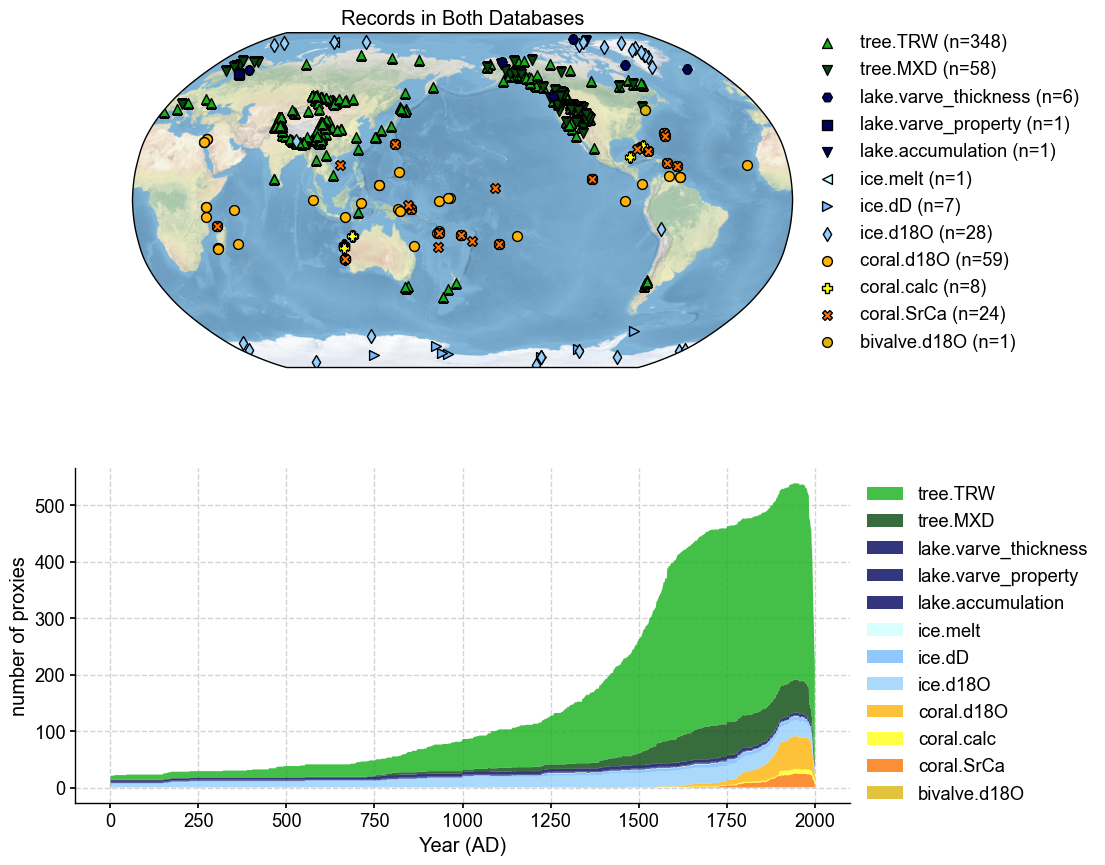 Records in Both Databases
tree.TRW (n=348)
tree.MXD (n=58)
lake.varve_thickness (n=6)
lake.varve_property (n=1)
lake.accumulation (n=1)
ice.melt (n=1)
ice.dD (n=7)
ice.d18O (n=28)
coral.d18O (n=59)
coral.calc (n=8)
coral.SrCa (n=24)
bivalve.d18O (n=1)
number of proxies
500
400
300
200
100
0
0
250
500
750
1000
1250
1500
1750
2000
Year (AD)
tree.TRW
tree.MXD
lake.varve_thickness
lake.varve_property
lake.accumulation
ice.melt
ice.dD
ice.d18O
coral.d18O
coral.calc
coral.SrCa
bivalve.d18O